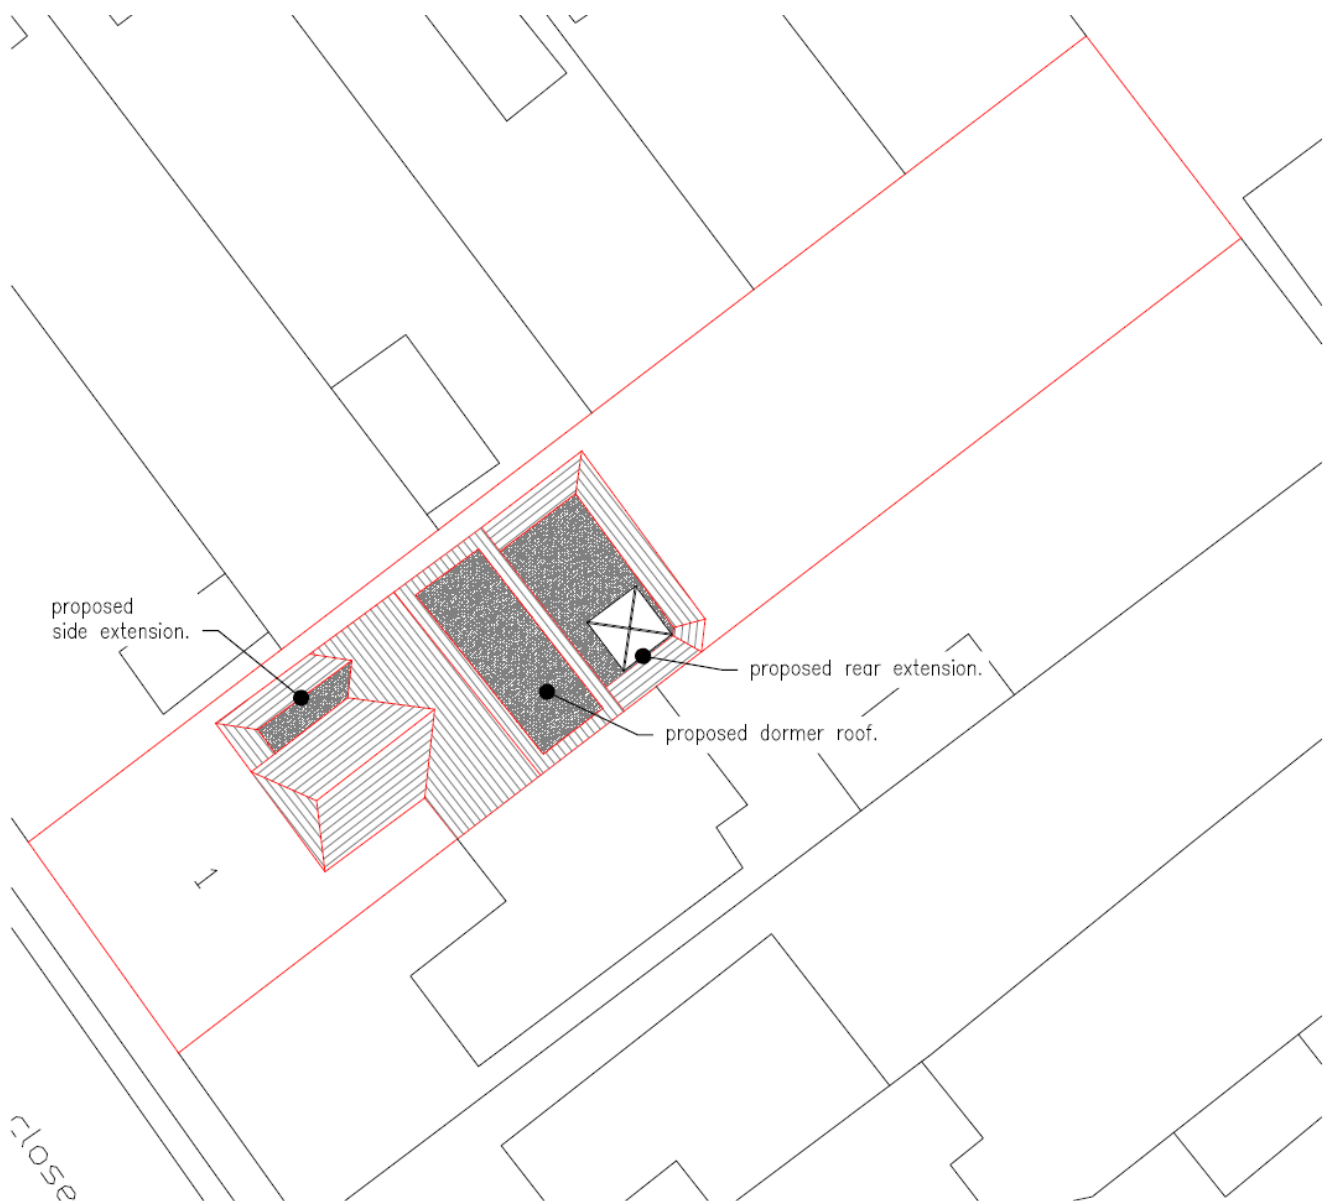 proposed
side extension.
proposed rear extension.
proposed dormer roof.
1
close